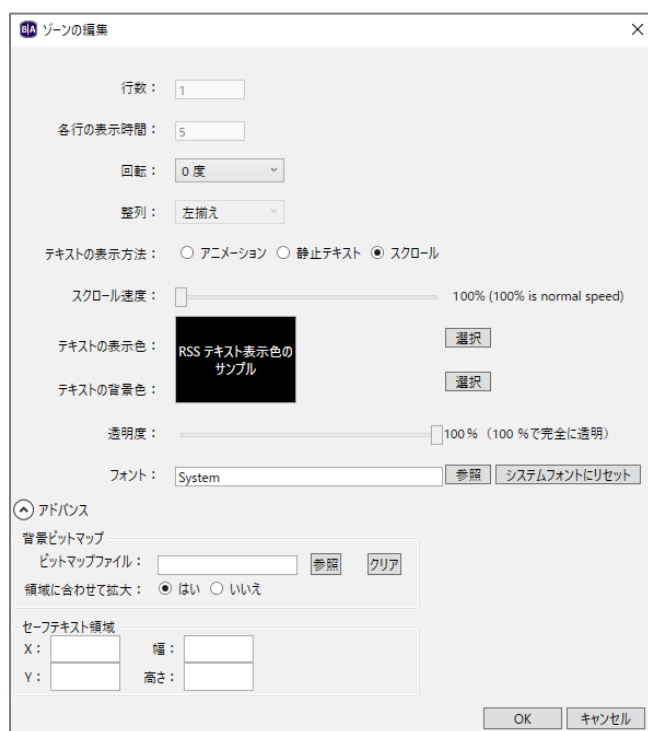 B|A ゾーンの編集
行数： 1
各行の表示時間： 5
回転： 0 度
整列： 左揃え
テキストの表示方法： アニメーション 静止テキスト スクロール
スクロール速度： 100% (100% is normal speed)
テキストの表示色： 選択
RSS テキスト表示色の
サンプル
テキストの背景色： 選択
透明度： 100％（100 %で完全に透明）
フォント： System 参照 システムフォントにリセット
アドバンス
背景ビットマップ
ビットマップファイル： 参照 クリア
領域に合わせて拡大： はい いいえ
セーフテキスト領域
X： 幅：
Y： 高さ：
OK キャンセル